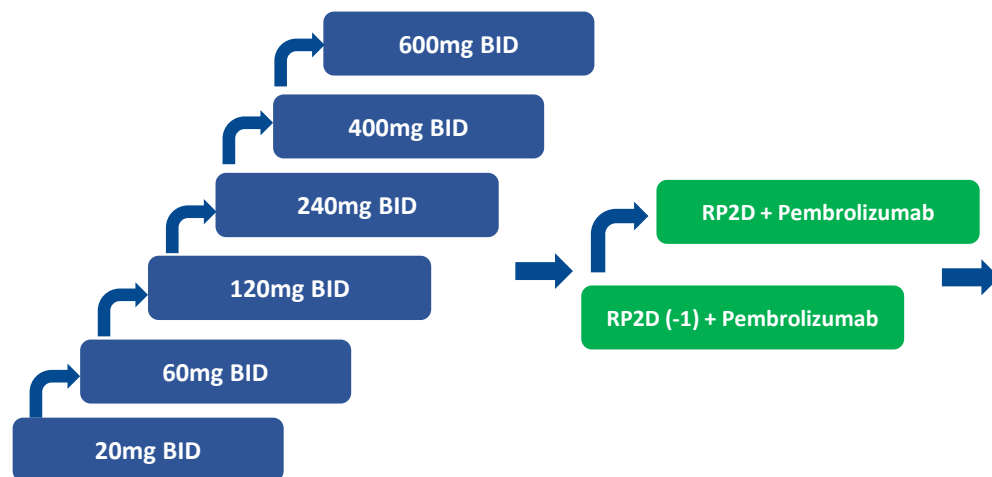 600mg BID
400mg BID
240mg BID
120mg BID
60mg BID
20mg BID
RP2D + Pembrolizumab
RP2D (-1) + Pembrolizumab